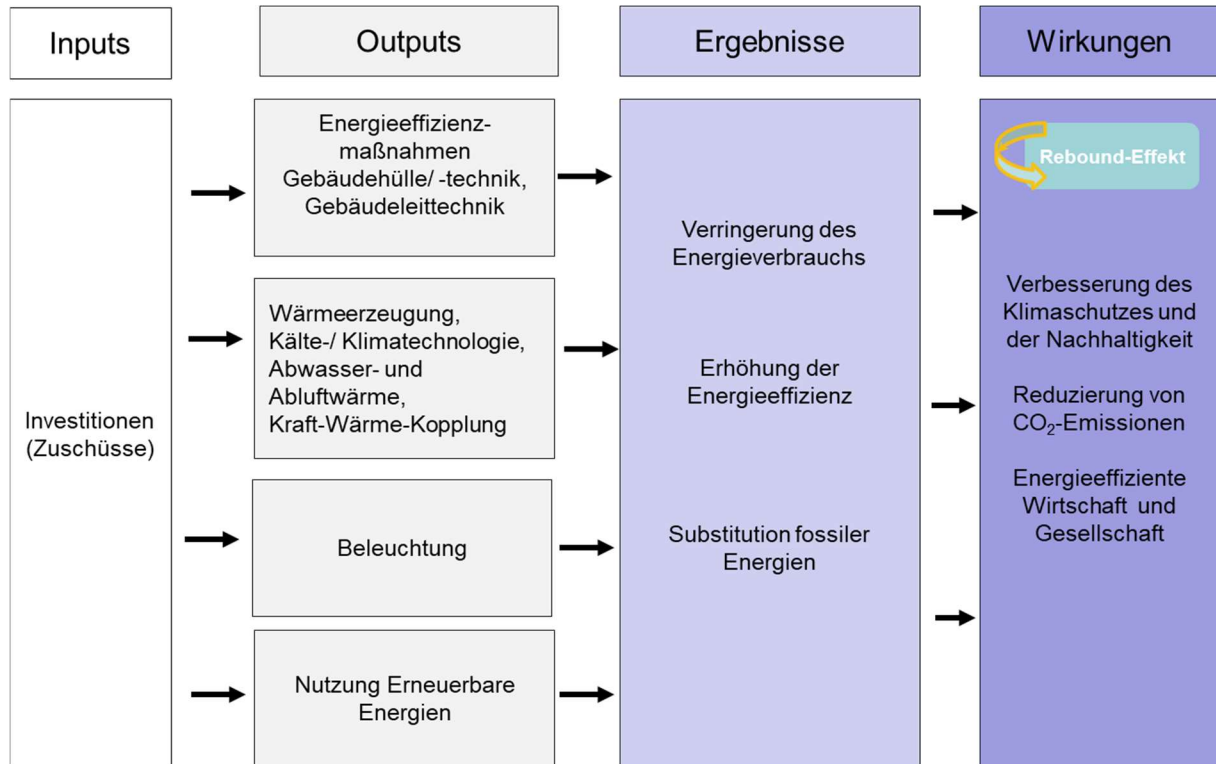 Inputs
Outputs
Ergebnisse
Wirkungen
Investitionen
(Zuschüsse)
Energieeffizienz-
maßnahmen
Gebäudehülle/ -technik,
Gebäudeleittechnik
Wärmeerzeugung,
Kälte-/ Klimatechnologie,
Abwasser- und
Abluftwärme,
Kraft-Wärme-Kopplung
Beleuchtung
Nutzung Erneuerbare
Energien
Verringerung des
Energieverbrauchs
Erhöhung der
Energieeffizienz
Substitution fossiler
Energien
Rebound-Effekt
Verbesserung des
Klimaschutzes und
der Nachhaltigkeit
Reduzierung von
CO₂-Emissionen
Energieeffiziente
Wirtschaft und
Gesellschaft